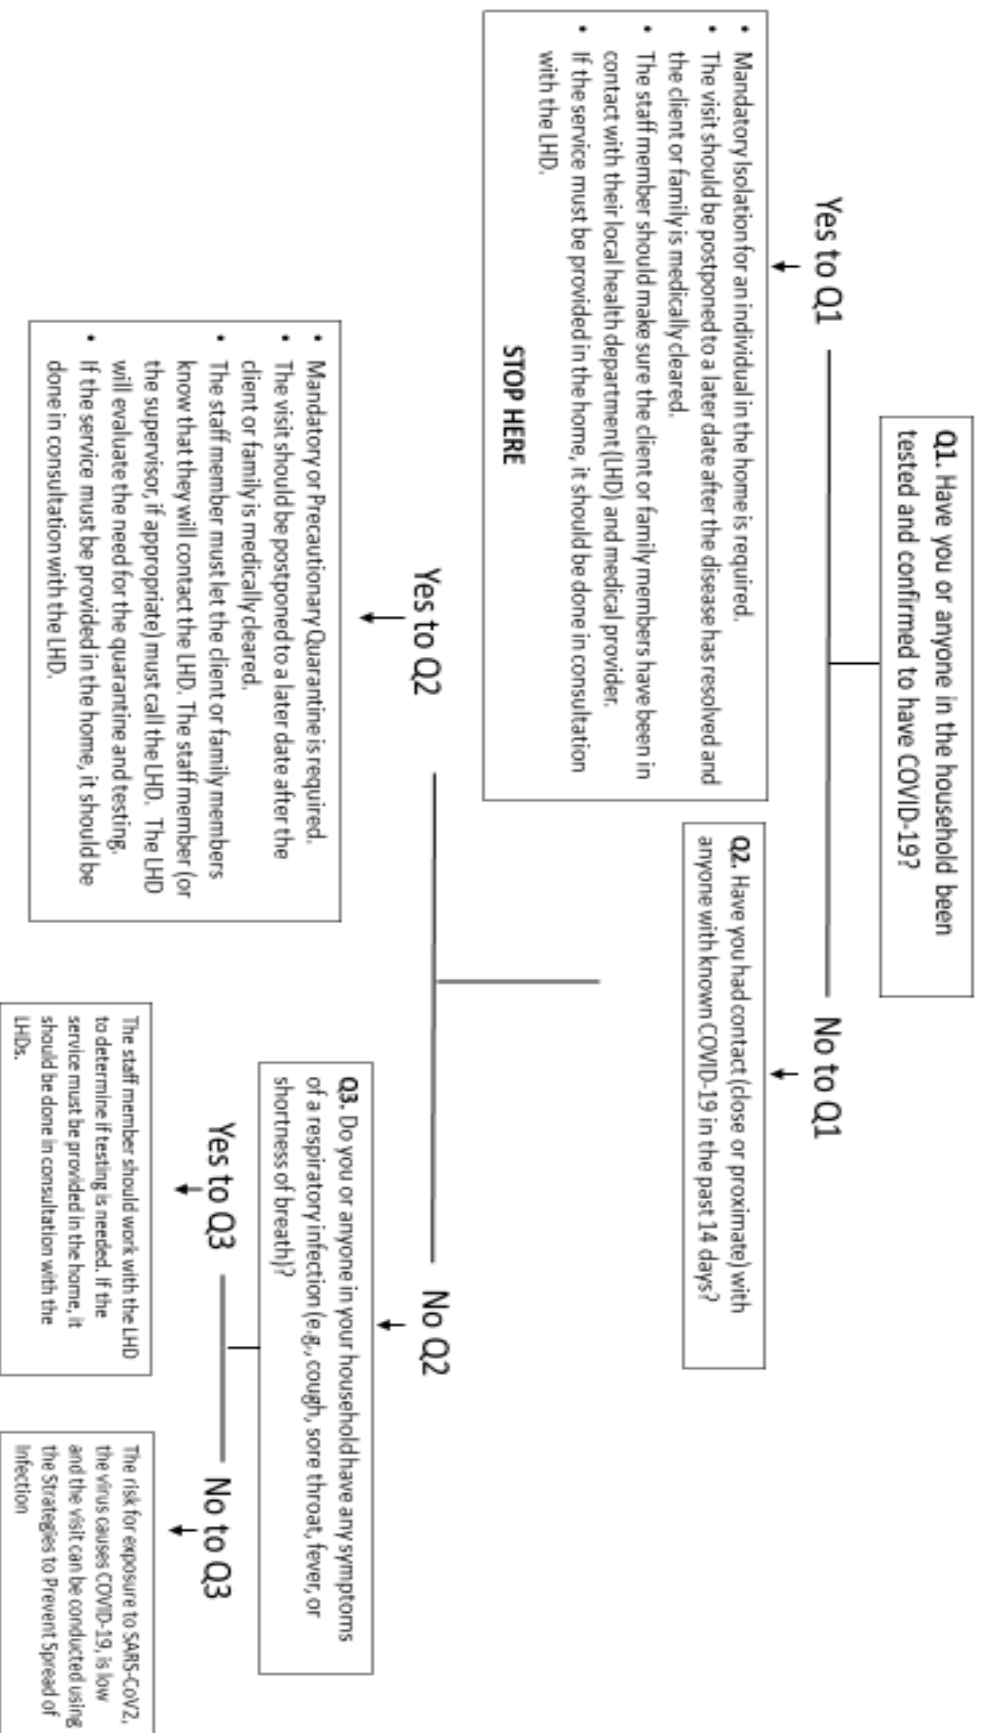 Q1. Have you or anyone in the household been
tested and confirmed to have COVID-19?
Yes to Q1
No to Q1
• Mandatory Isolation for an individual in the home is required.
• The visit should be postponed to a later date after the disease has resolved and
the client or family is medically cleared.
• The staff member should make sure the client or family members have been in
contact with their local health department (LHD) and medical provider.
• If the service must be provided in the home, it should be done in consultation
with the LHD.
STOP HERE
Q2. Have you had contact (close or proximate) with
anyone with known COVID-19 in the past 14 days?
Yes to Q2
No Q2
• Mandatory or Precautionary Quarantine is required.
• The visit should be postponed to a later date after the
client or family is medically cleared.
• The staff member must let the client or family members
know that they will contact the LHD. The staff member (or
the supervisor, if appropriate) must call the LHD. The LHD
will evaluate the need for the quarantine and testing.
• If the service must be provided in the home, it should be
done in consultation with the LHD.
Q3. Do you or anyone in your household have any symptoms
of a respiratory infection (e.g., cough, sore throat, fever, or
shortness of breath)?
Yes to Q3
No to Q3
The staff member should work with the LHD
to determine if testing is needed. If the
service must be provided in the home, it
should be done in consultation with the
LHDs.
The risk for exposure to SARS-CoV2,
the virus causes COVID-19, is low
and the visit can be conducted using
the Strategies to Prevent Spread of
Infection